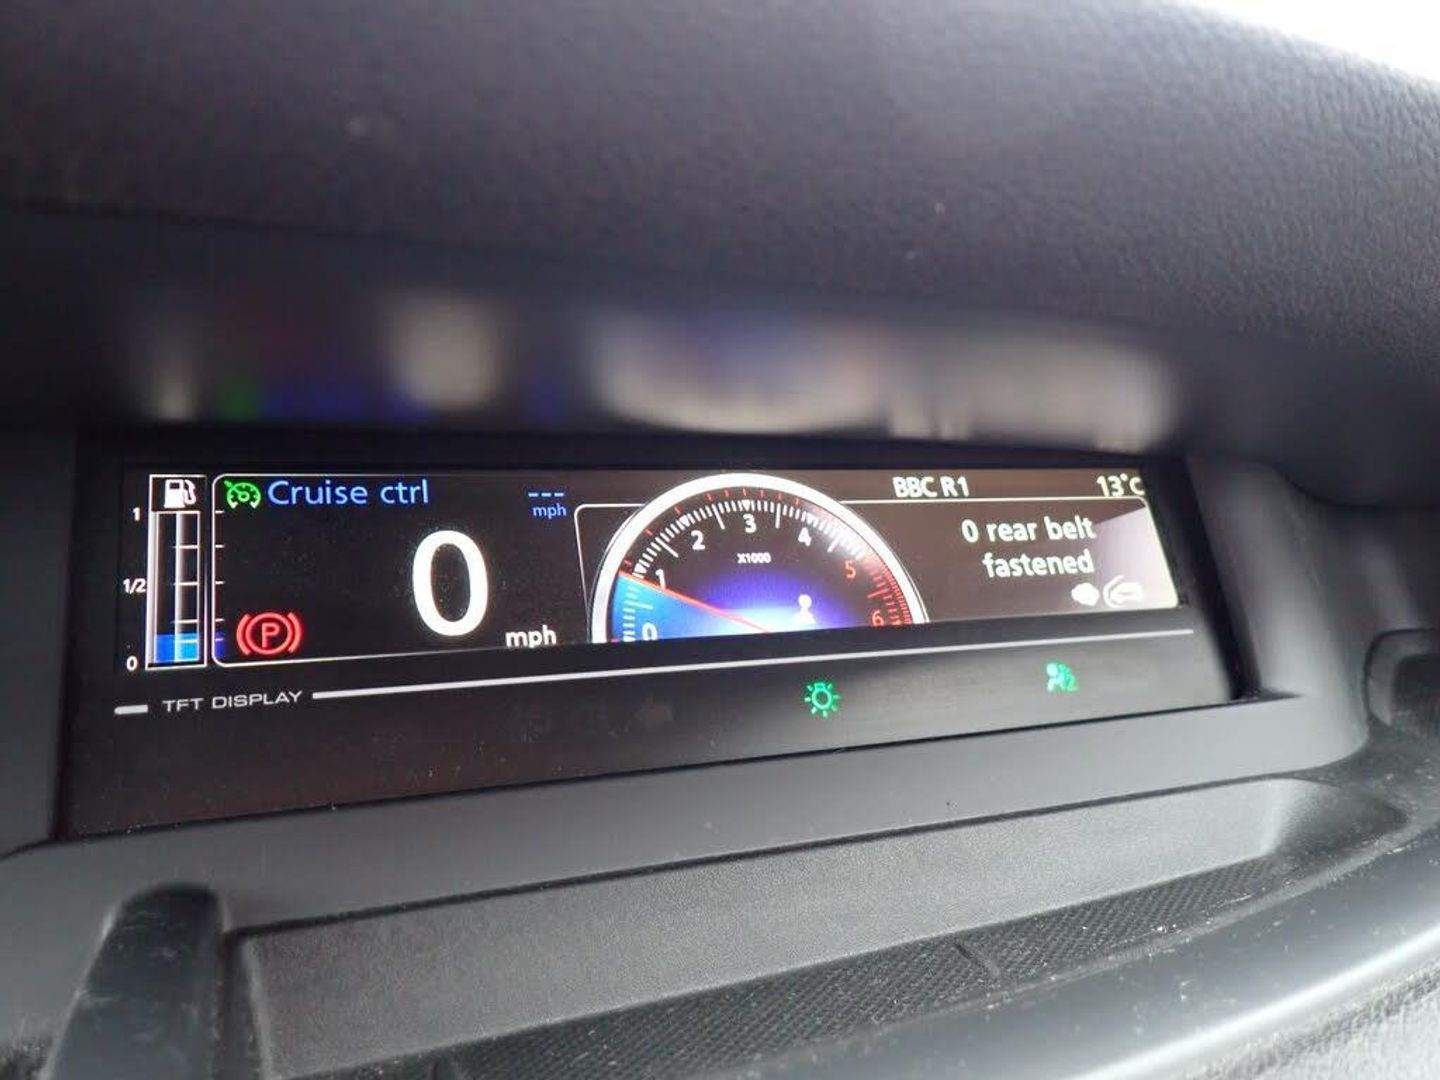 Cruise ctrl
---
mph
BBC R1
13°C
1
1/2
0
0
mph
0
1
2
3
4
5
6
X1000
0 rear belt
fastened
P
TFT DISPLAY
2